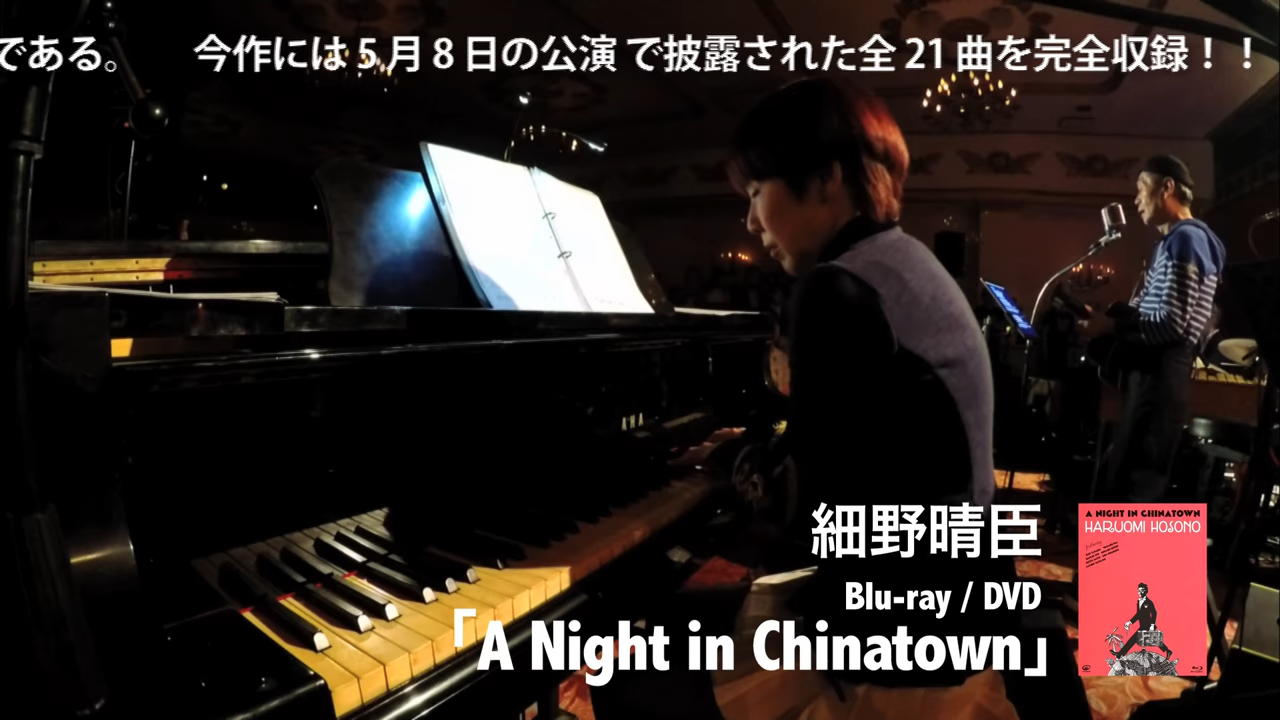 である。 今作には 5 月 8 日の公演 で披露された全 21 曲を完全収録！！
細野晴臣
Blu-ray / DVD
「A Night in Chinatown」
A NIGHT IN CHINATOWN
HARUOMI HOSONO